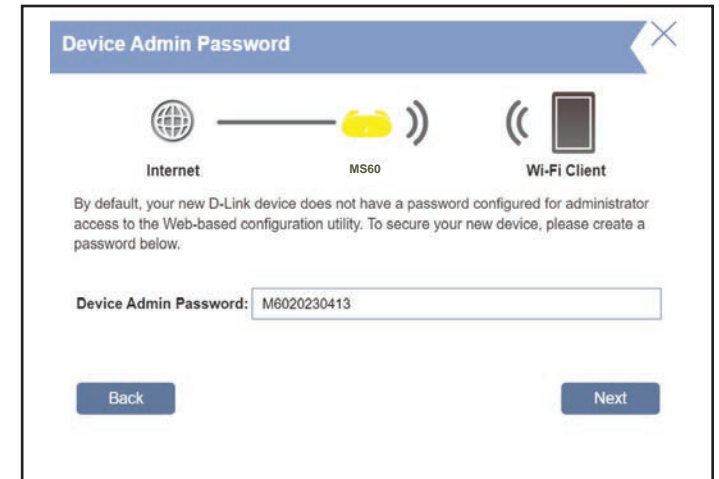 Device Admin Password
Internet
MS60
Wi-Fi Client
By default, your new D-Link device does not have a password configured for administrator
access to the Web-based configuration utility. To secure your new device, please create a
password below.
Device Admin Password: M6020230413
Back
Next